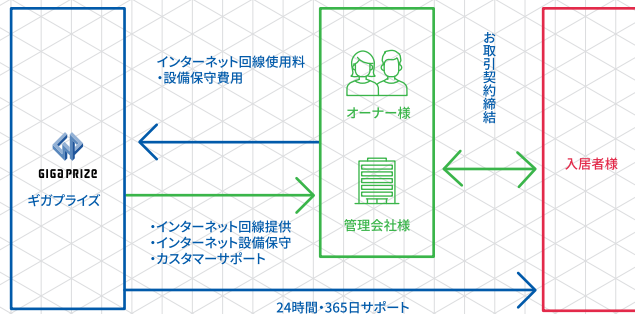 インターネット回線使用料
・設備保守費用
GIGAPRIZE
ギガプライズ
・インターネット回線提供
・インターネット設備保守
・カスタマーサポート
24時間・365日サポート
オーナー様
管理会社様
お取引契約締結
入居者様